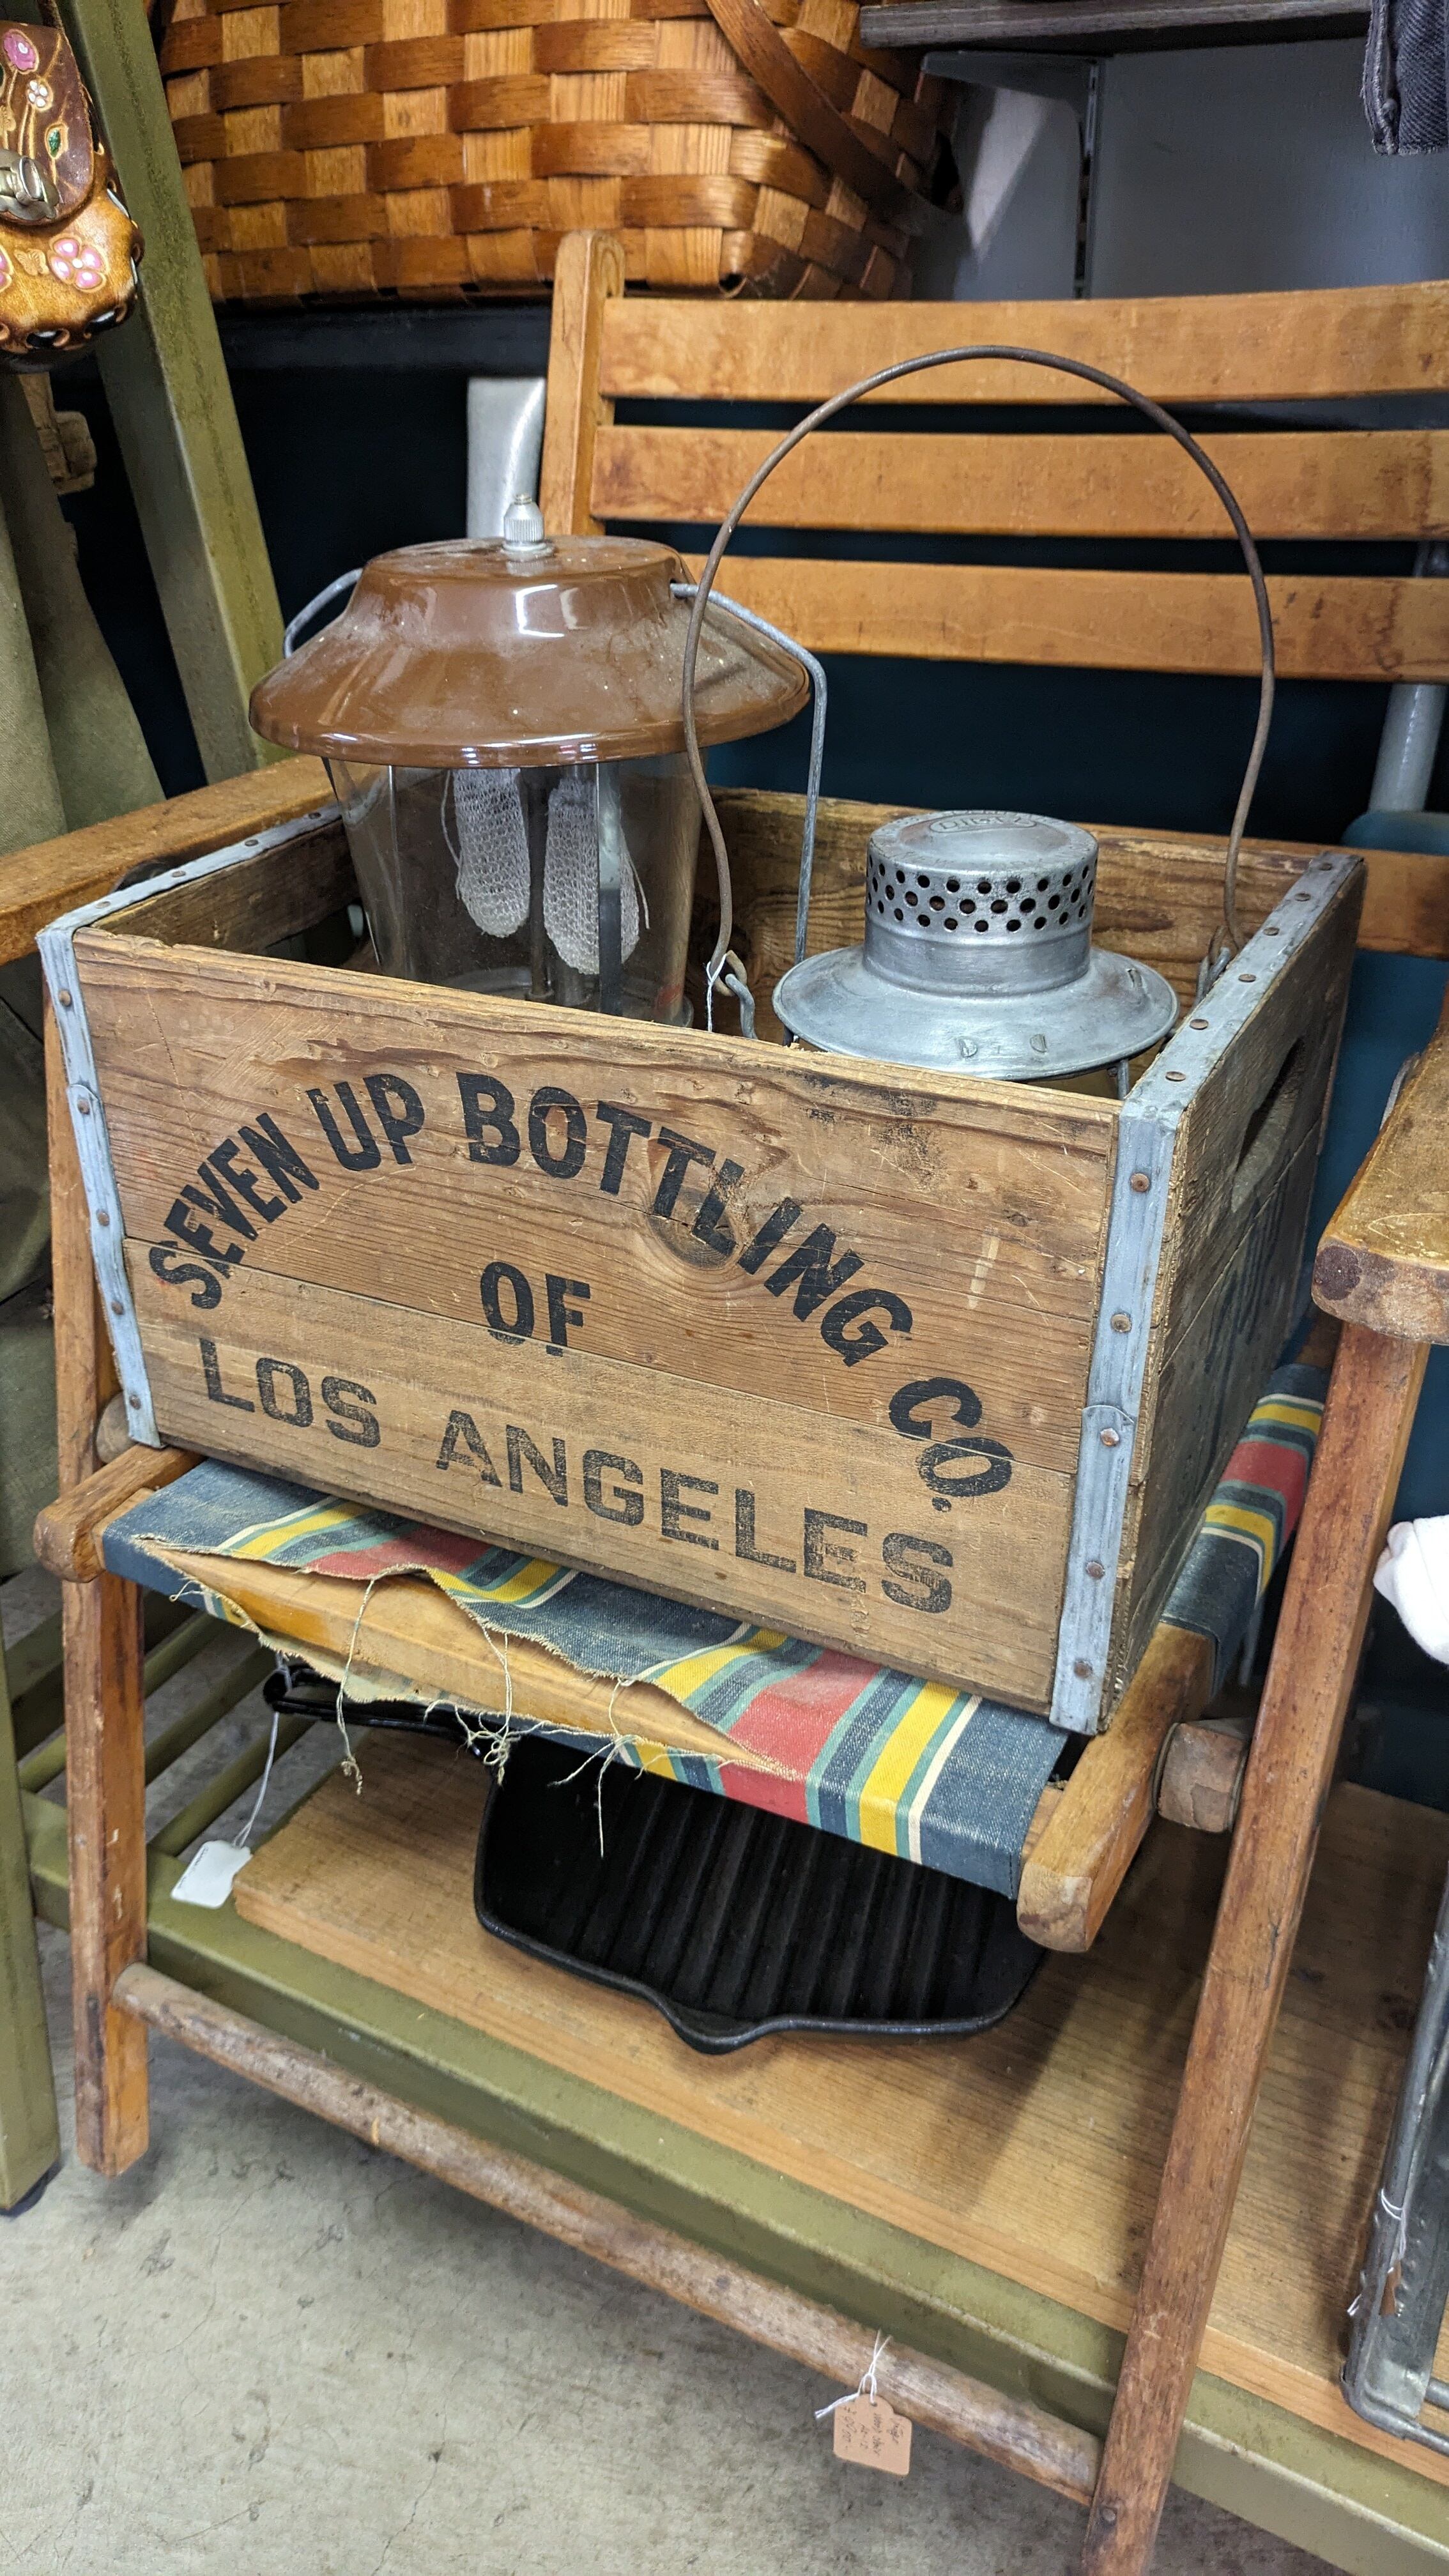 SEVEN UP BOTTLING CO.
OF
LOS ANGELES